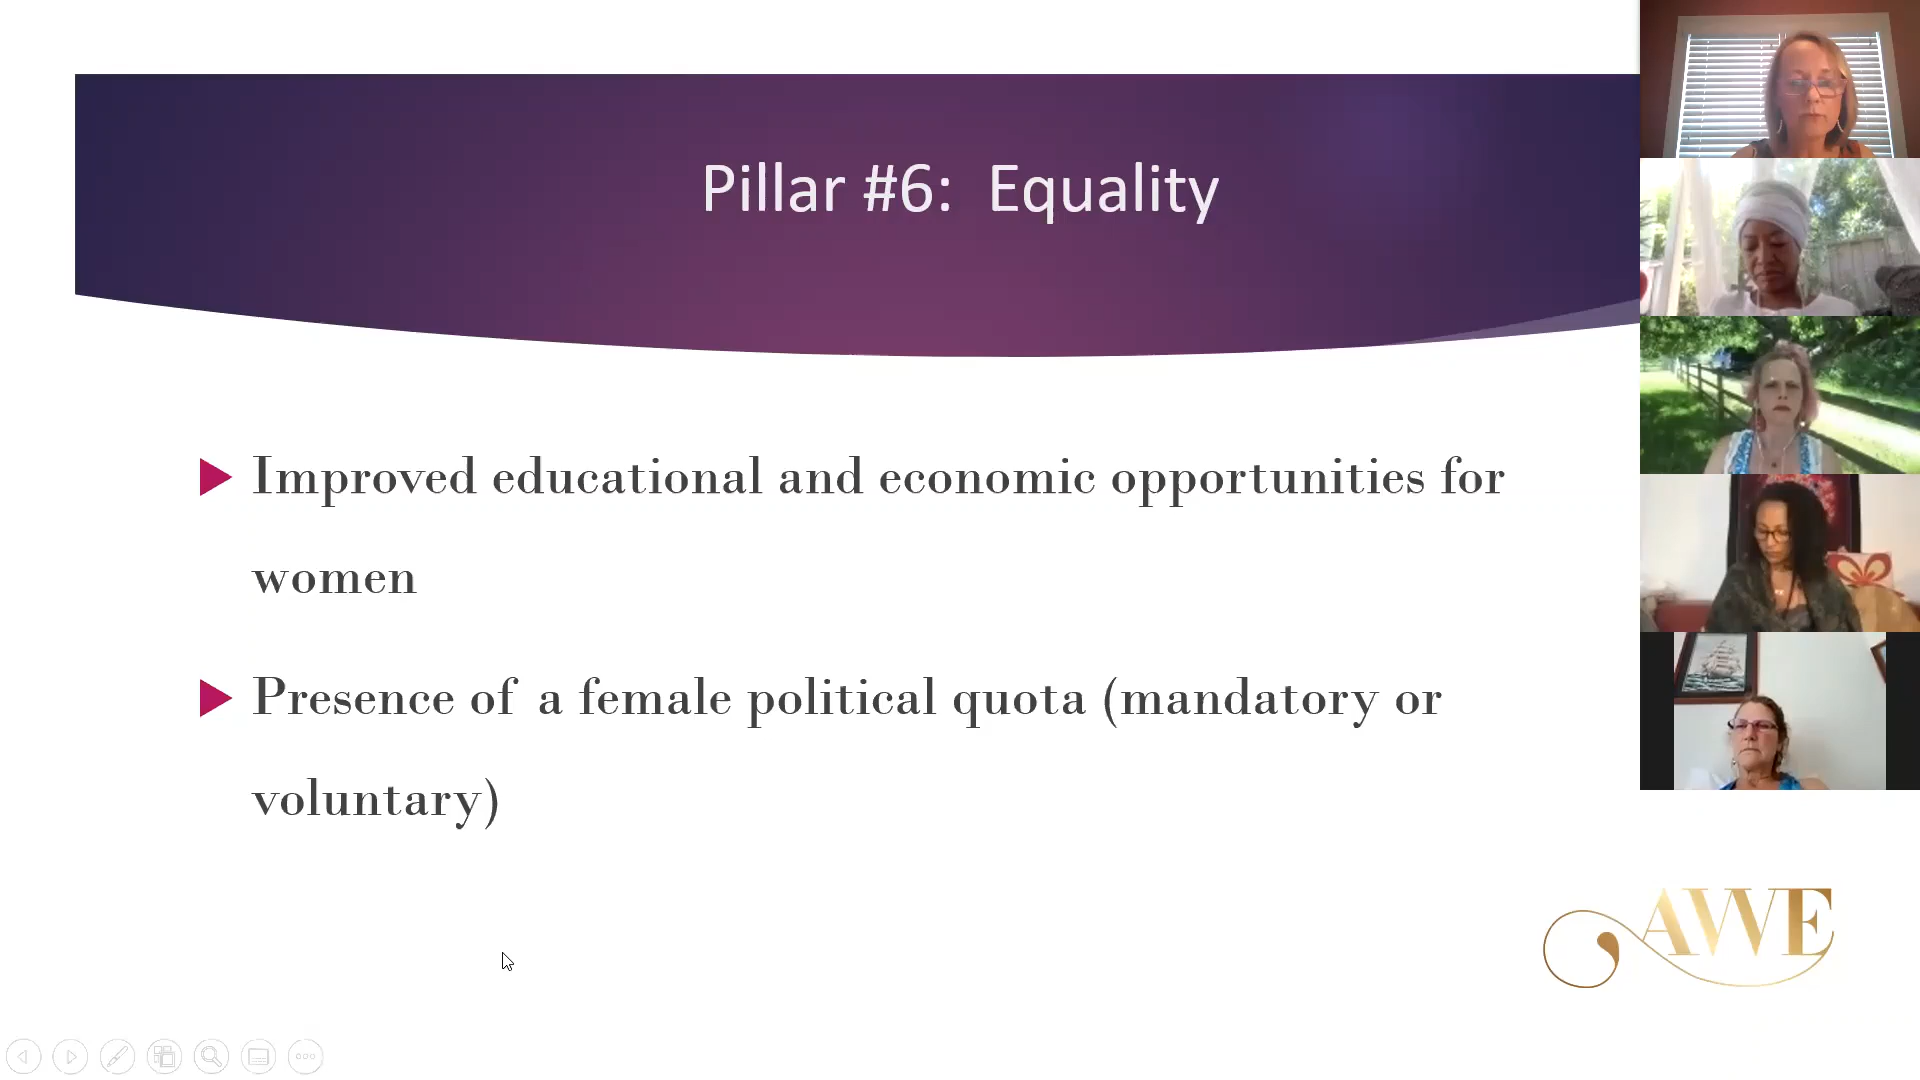 Pillar #6: Equality
Improved educational and economic opportunities for
women
Presence of a female political quota (mandatory or
voluntary)
AWE